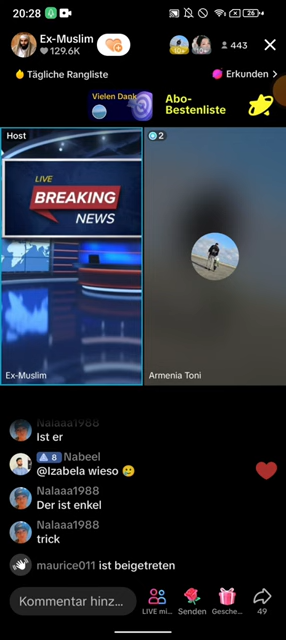 20:28
26
Ex-Muslim
129.6K
443
Tägliche Rangliste
Erkunden >
Vielen Dank
Abo-
Bestenliste
Host
2
LIVE
BREAKING
NEWS
Ex-Muslim
Armenia Toni
Nalaaa1988
Ist er
8 Nabeel
@Izabela wieso 🥲
Nalaaa1988
Der ist enkel
Nalaaa1988
trick
maurice011 ist beigetreten
Kommentar hinz...
LIVE mi...
Senden
Gesche...
49